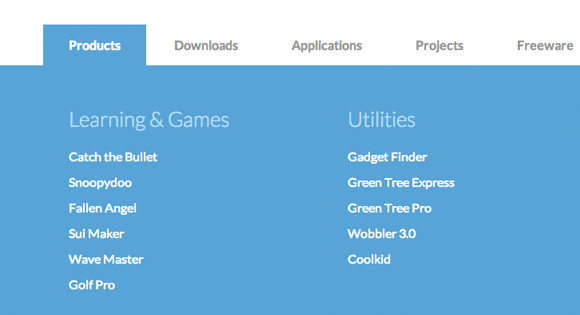 Products Downloads Applications Projects Freeware
Learning & Games
Catch the Bullet
Snoopydoo
Fallen Angel
Sui Maker
Wave Master
Golf Pro
Utilities
Gadget Finder
Green Tree Express
Green Tree Pro
Wobbler 3.0
Coolkid